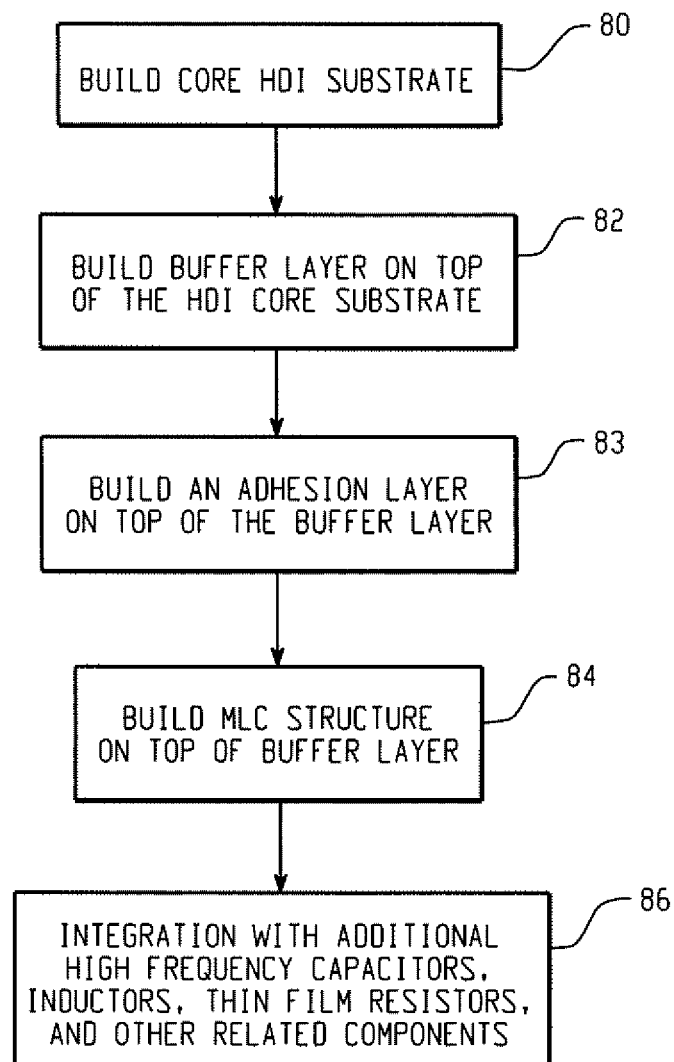 80
BUILD CORE HDI SUBSTRATE
82
BUILD BUFFER LAYER ON TOP
OF THE HDI CORE SUBSTRATE
83
BUILD AN ADHESION LAYER
ON TOP OF THE BUFFER LAYER
84
BUILD MLC STRUCTURE
ON TOP OF BUFFER LAYER
86
INTEGRATION WITH ADDITIONAL
HIGH FREQUENCY CAPACITORS,
INDUCTORS, THIN FILM RESISTORS,
AND OTHER RELATED COMPONENTS